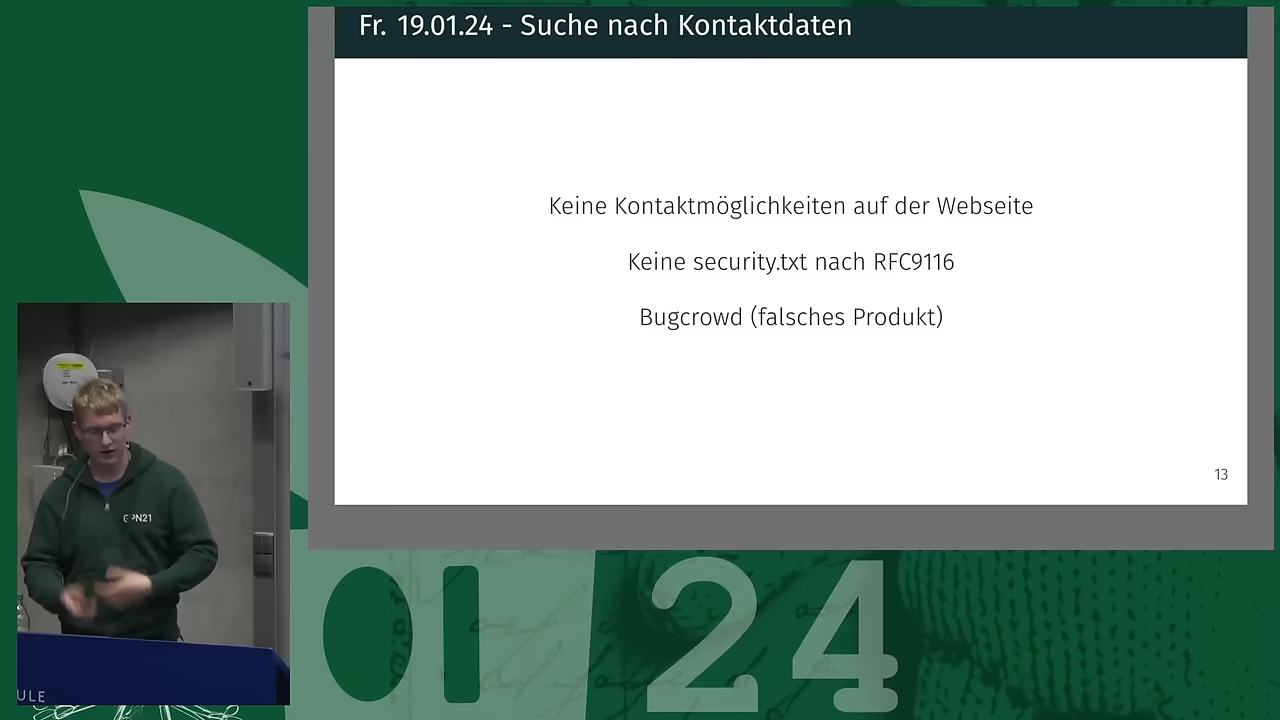 Fr. 19.01.24 - Suche nach Kontaktdaten
Keine Kontaktmöglichkeiten auf der Webseite
Keine security.txt nach RFC9116
Bugcrowd (falsches Produkt)
13
GPN21
ULE
24